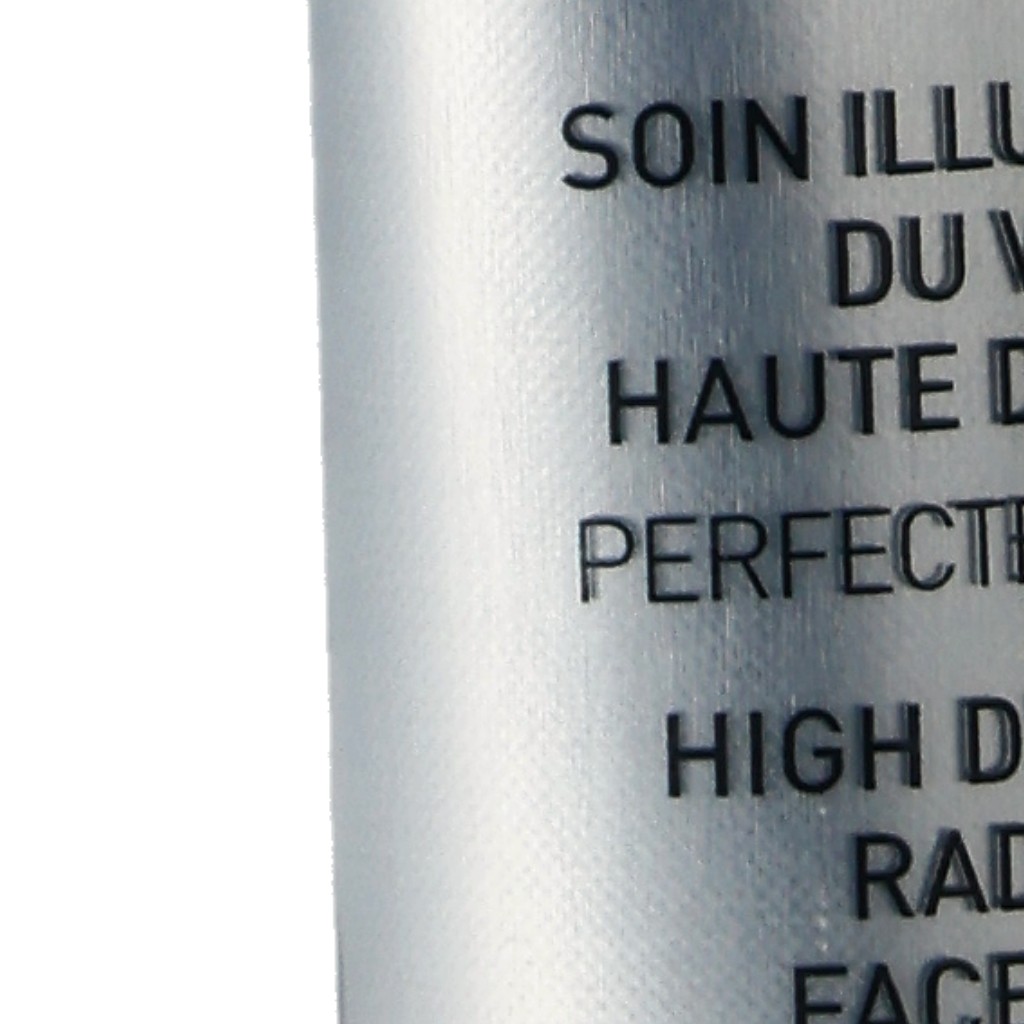 SOIN ILLU
DU V
HAUTE D
PERFECTE
HIGH D
RAD
FACE